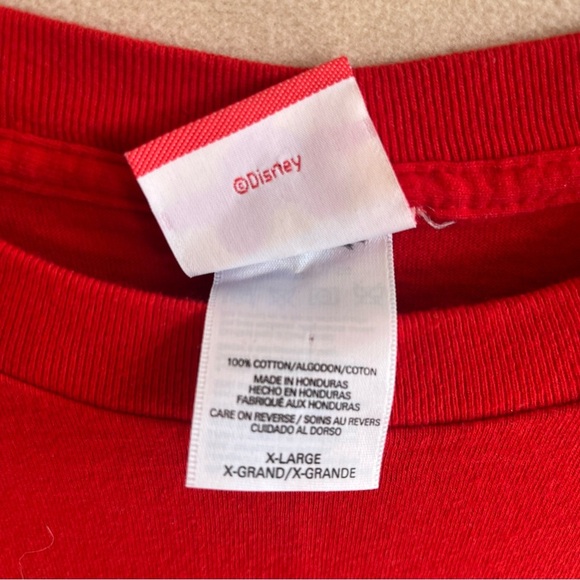 ©Disney
100% COTTON/ALGODON/COTON
MADE IN HONDURAS
HECHO EN HONDURAS
FABRIQUÉ AUX HONDURAS
CARE ON REVERSE / SOINS AU REVERS
CUIDADO AL DORSO
X-LARGE
X-GRAND/X-GRANDE